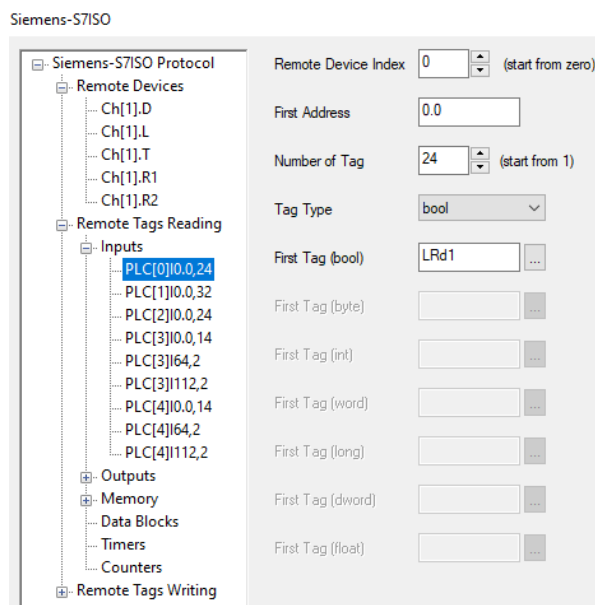 Siemens-S7ISO
Siemens-S7ISO Protocol
Remote Devices
Ch[1].D
Ch[1].L
Ch[1].T
Ch[1].R1
Ch[1].R2
Remote Tags Reading
Inputs
PLC[0]I0.0,24
PLC[1]I0.0,32
PLC[2]I0.0,24
PLC[3]I0.0,14
PLC[3]I64,2
PLC[3]I112,2
PLC[4]I0.0,14
PLC[4]I64,2
PLC[4]I112,2
Outputs
Memory
Data Blocks
Timers
Counters
Remote Tags Writing
Remote Device Index 0 (start from zero)
First Address 0.0
Number of Tag 24 (start from 1)
Tag Type bool
First Tag (bool) LRd1 ...
First Tag (byte) ...
First Tag (int) ...
First Tag (word) ...
First Tag (long) ...
First Tag (dword) ...
First Tag (float) ...